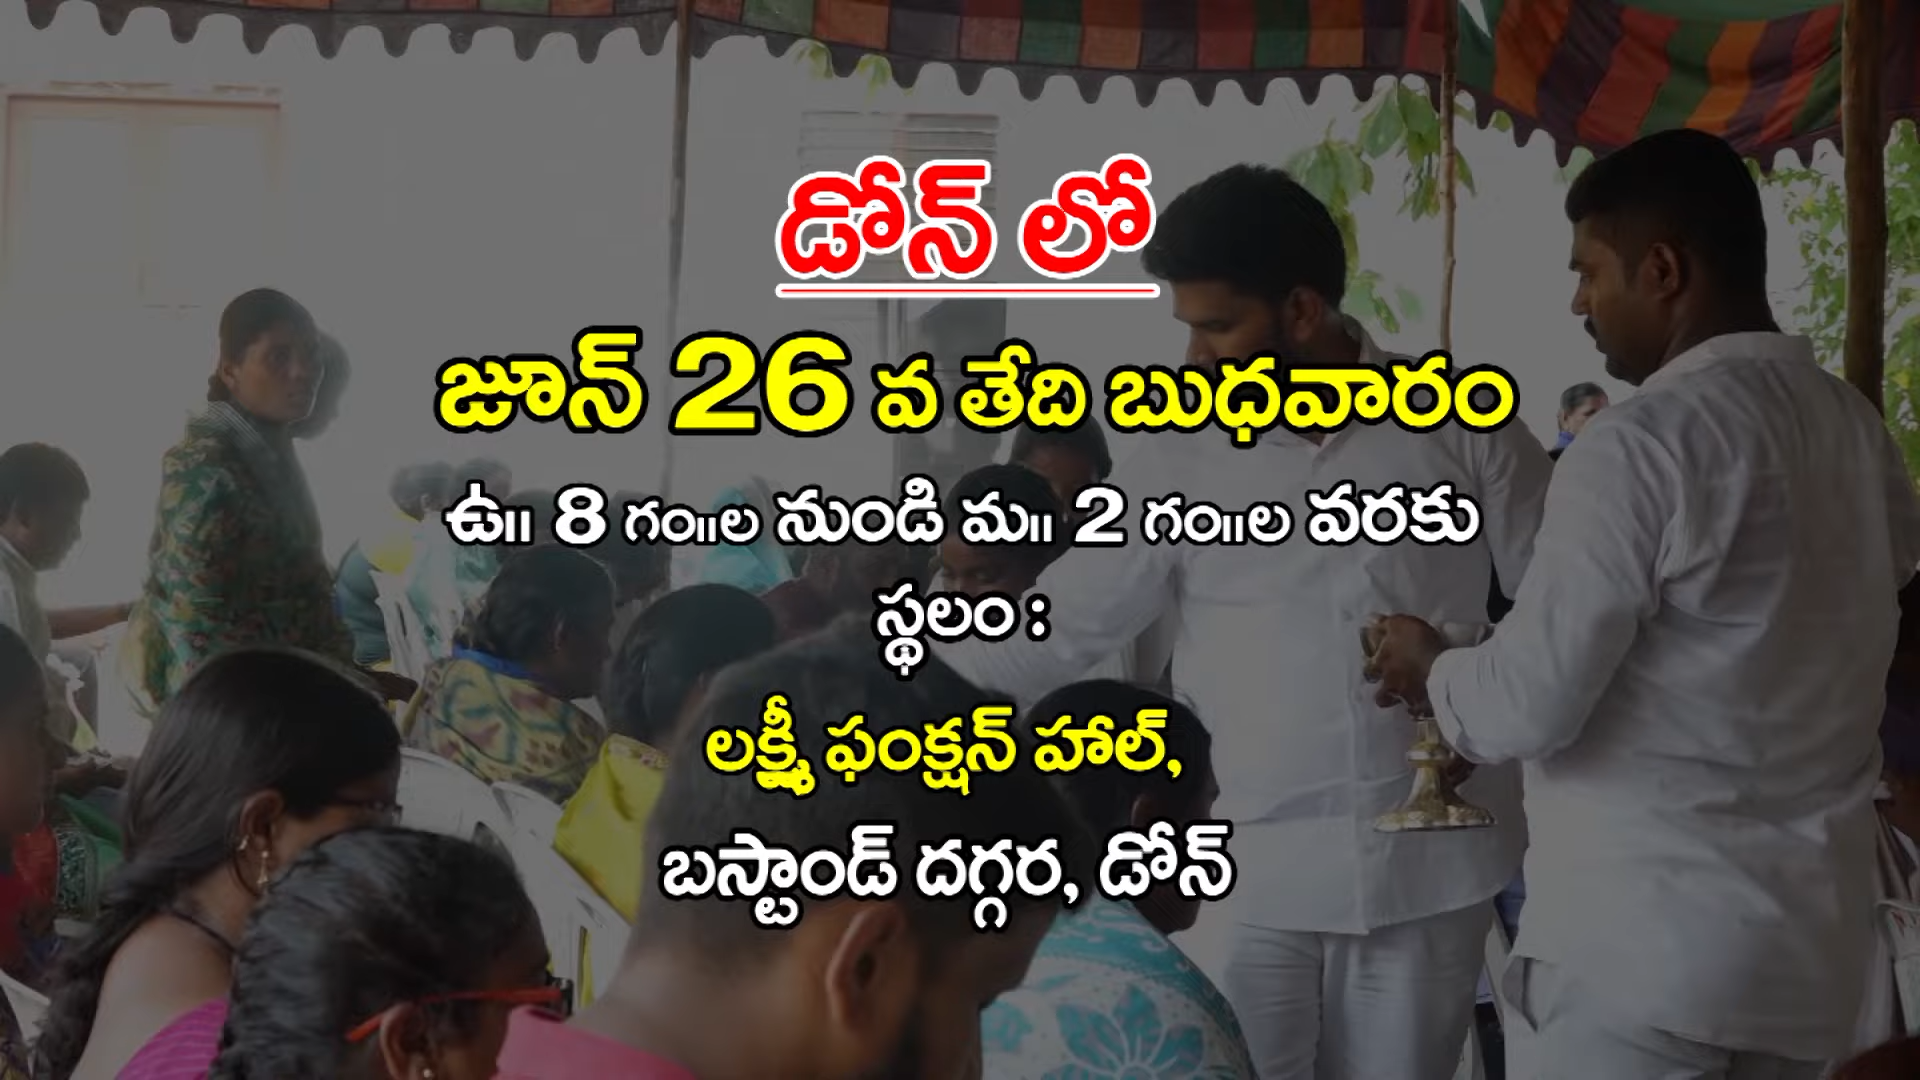 డోన్ లో
జూన్ 26 వ తేది బుధవారం
ఉ॥ 8 గం॥ల నుండి మ॥ 2 గం॥ల వరకు
స్థలం :
లక్ష్మీ ఫంక్షన్ హాల్,
బస్టాండ్ దగ్గర, డోన్